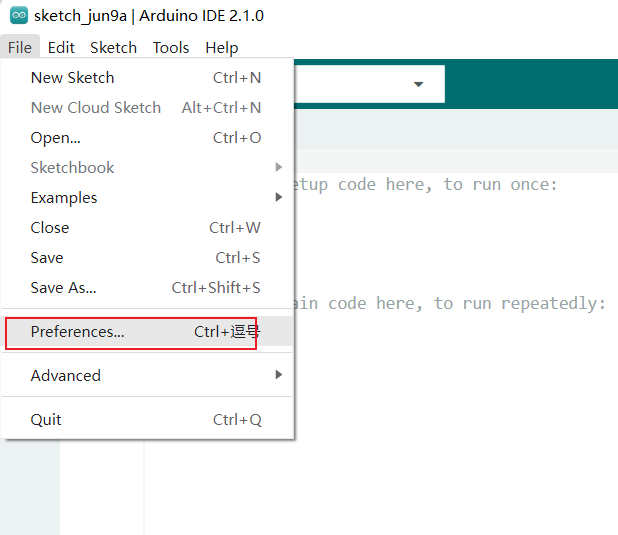 sketch_jun9a | Arduino IDE 2.1.0
File Edit Sketch Tools Help
New Sketch Ctrl+N
New Cloud Sketch Alt+Ctrl+N
Open... Ctrl+O
Sketchbook
Examples
Close Ctrl+W
Save Ctrl+S
Save As... Ctrl+Shift+S
Preferences... Ctrl+逗号
Advanced
Quit Ctrl+Q
etup code here, to run once:
ain code here, to run repeatedly: